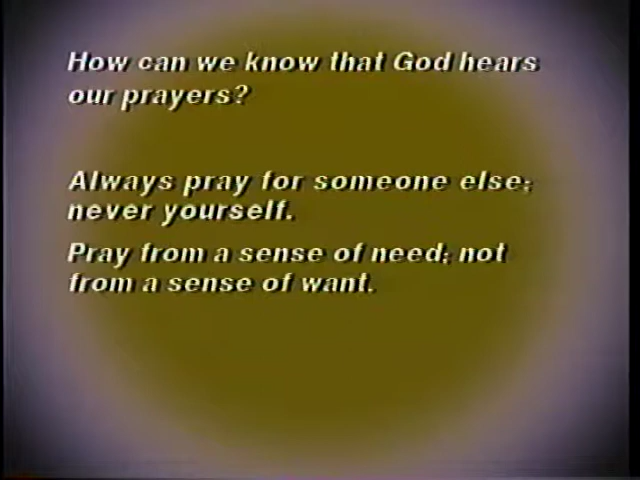 How can we know that God hears
our prayers?
Always pray for someone else;
never yourself.
Pray from a sense of need; not
from a sense of want.